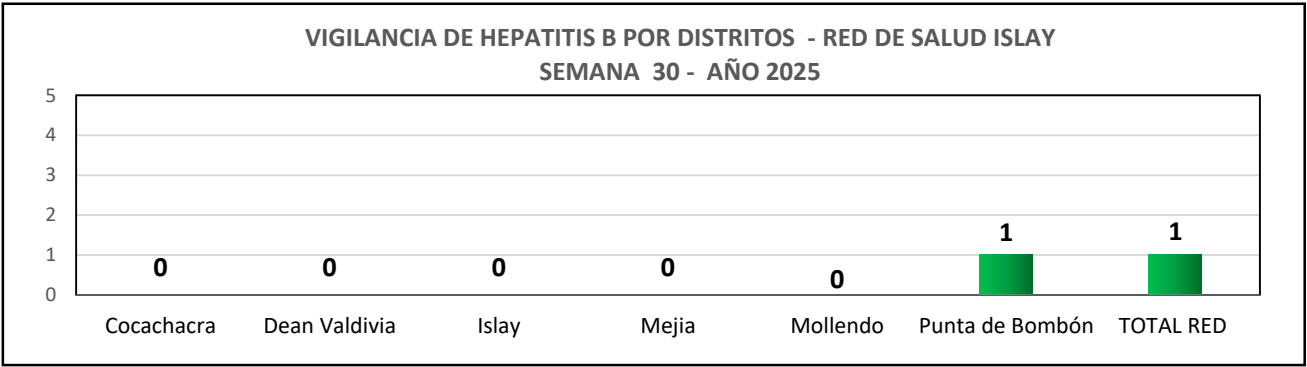 VIGILANCIA DE HEPATITIS B POR DISTRITOS - RED DE SALUD ISLAY
SEMANA 30 - AÑO 2025
5
4
3
2
1
0
0 0 0 0 0 1 1
Cocachacra Dean Valdivia Islay Mejia Mollendo Punta de Bombón TOTAL RED